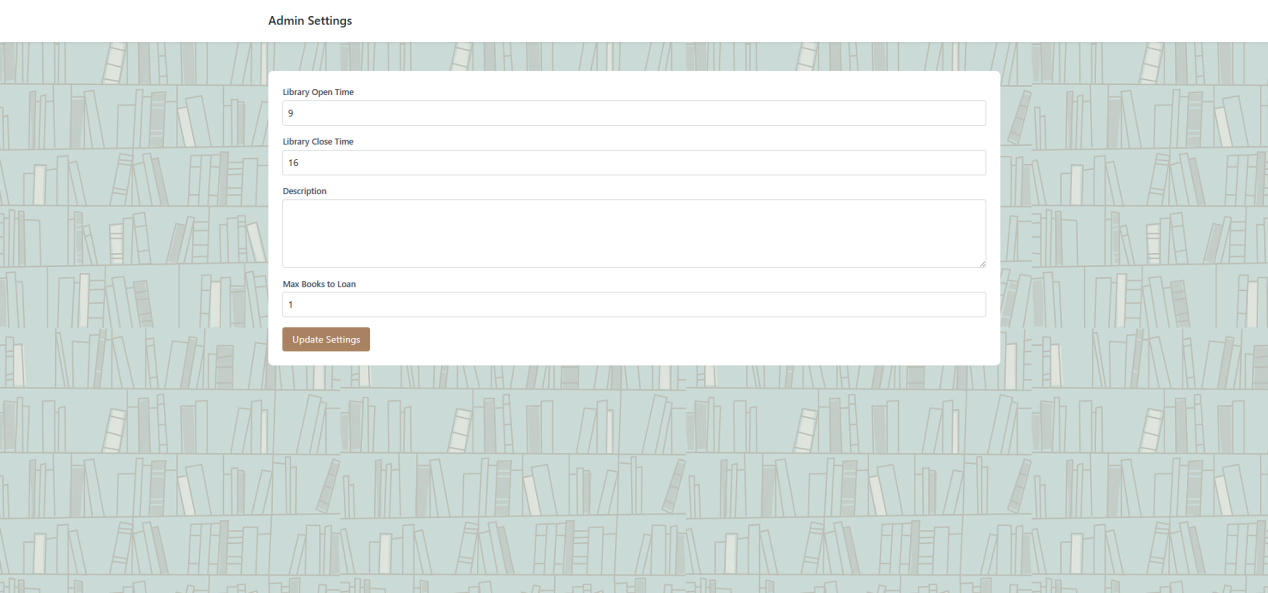 Admin Settings
Library Open Time
9
Library Close Time
16
Description
Max Books to Loan
1
Update Settings